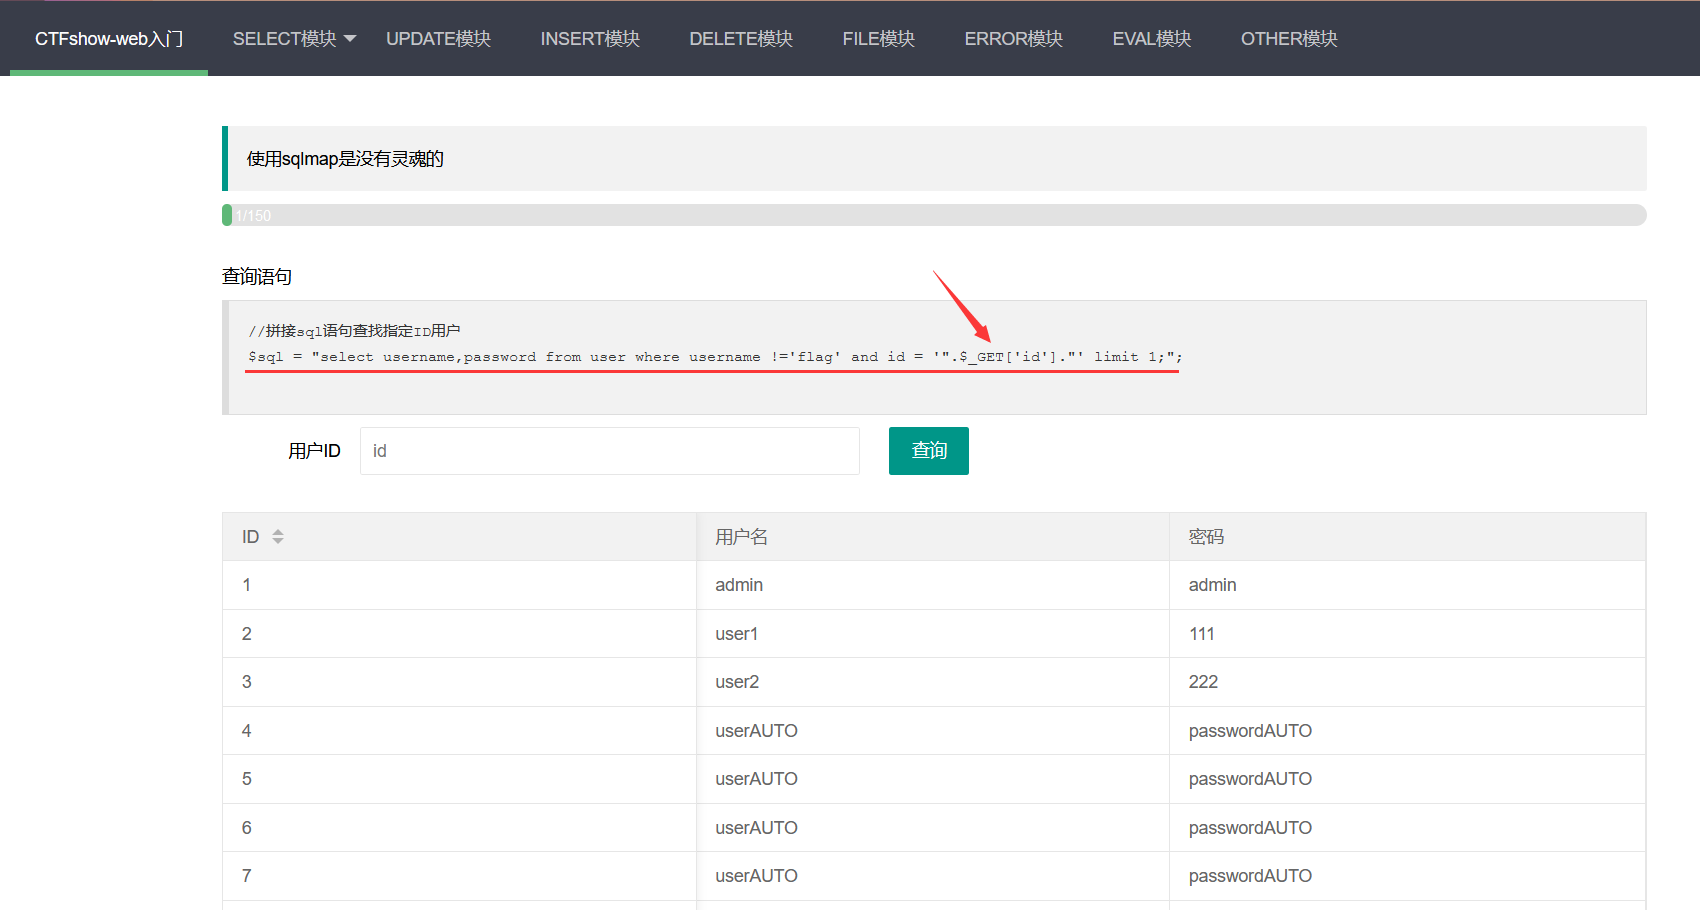 CTFshow-web入门 SELECT模块 UPDATE模块 INSERT模块 DELETE模块 FILE模块 ERROR模块 EVAL模块 OTHER模块
使用sqlmap是没有灵魂的
1/150
查询语句
//拼接sql语句查找指定ID用户
$sql = "select username,password from user where username !='flag' and id = '".$_GET['id']."' limit 1;";
用户ID id 查询
ID 用户名 密码
1 admin admin
2 user1 111
3 user2 222
4 userAUTO passwordAUTO
5 userAUTO passwordAUTO
6 userAUTO passwordAUTO
7 userAUTO passwordAUTO